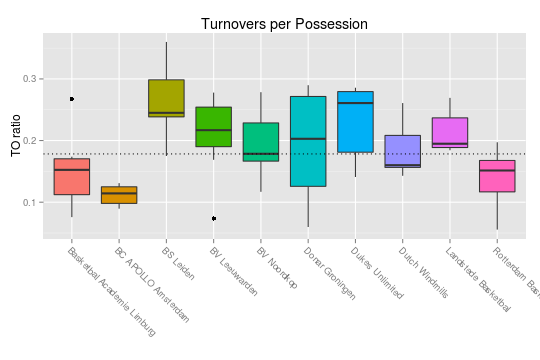 Turnovers per Possession
TO ratio
0.3
0.2
0.1
Basketbal Academie Limburg
BC APOLLO Amsterdam
BS Leiden
BV Leeuwarden
BV Noordkop
Donar Groningen
Dukes Unlimited
Dutch Windmills
Landstede Basketbal
Rotterdam Bas